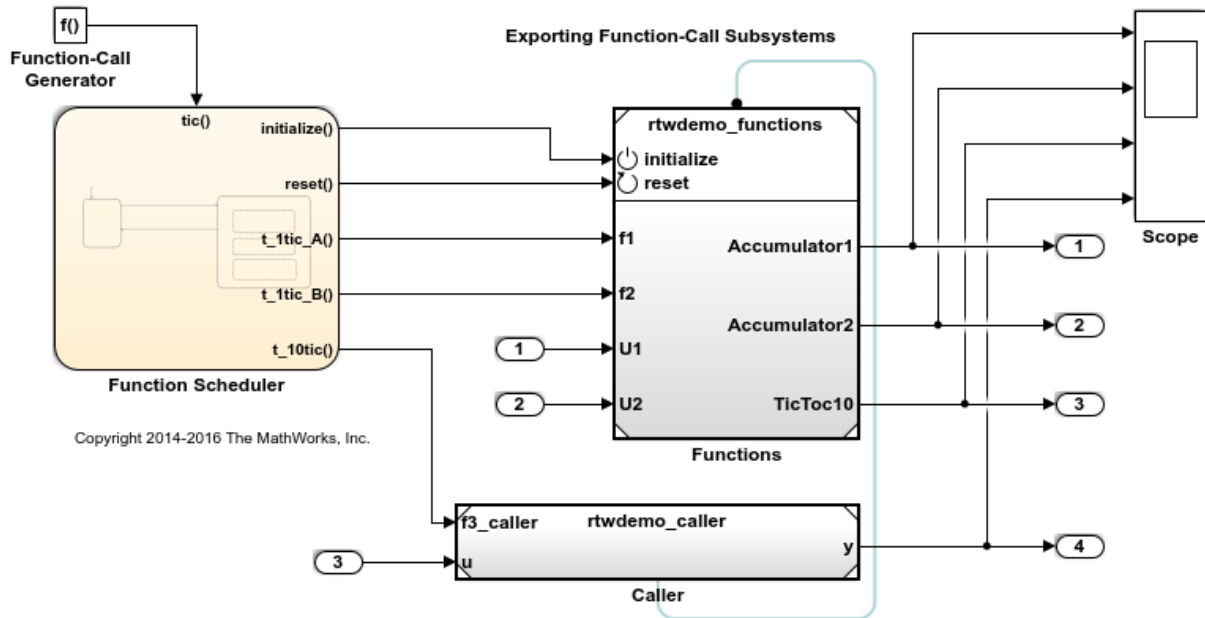 f()
Function-Call
Generator
Exporting Function-Call Subsystems
tic()
initialize()
reset()
t_1tic_A()
t_1tic_B()
t_10tic()
Function Scheduler
Copyright 2014-2016 The MathWorks, Inc.
rtwdemo_functions
initialize
reset
f1
f2
U1
U2
Accumulator1
Accumulator2
TicToc10
Functions
1
2
Scope
1
2
3
f3_caller
rtwdemo_caller
u
y
Caller
3
4